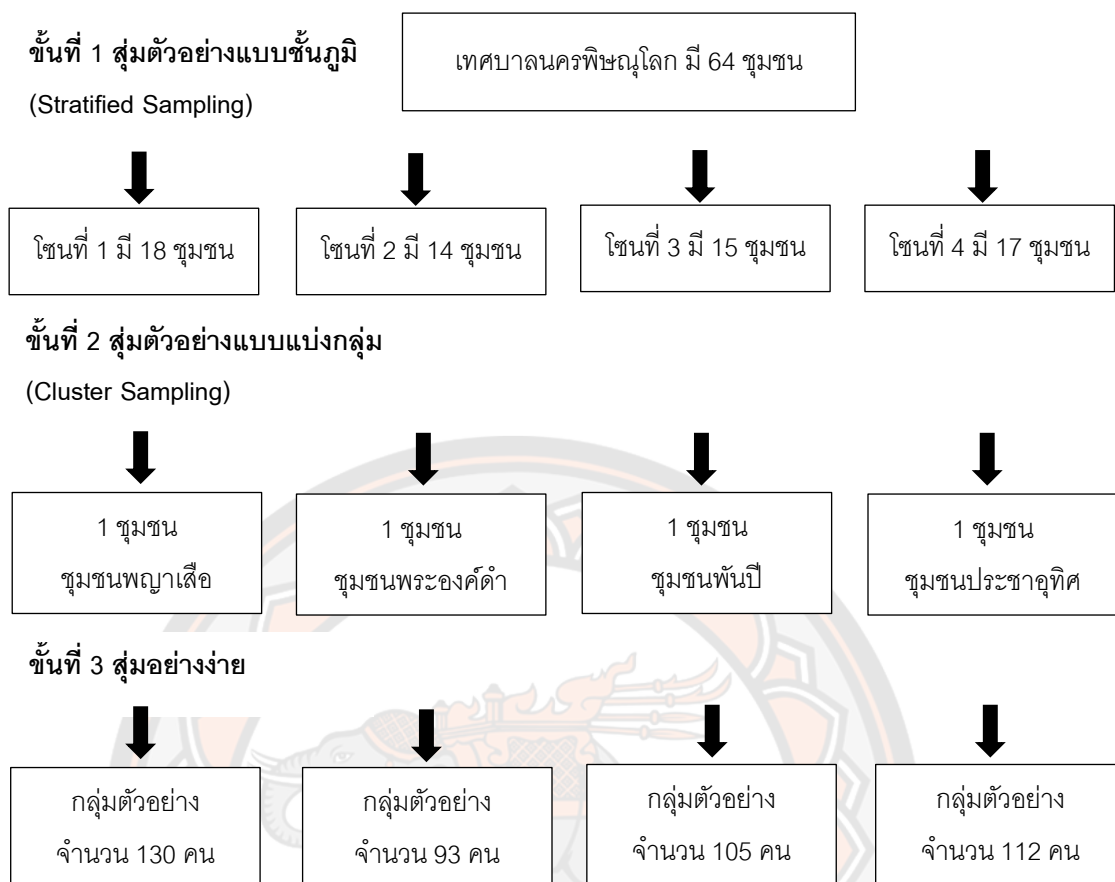 ขั้นที่ 1 สุ่มตัวอย่างแบบชั้นภูมิ
(Stratified Sampling)
เทศบาลนครพิษณุโลก มี 64 ชุมชน
โซนที่ 1 มี 18 ชุมชน
โซนที่ 2 มี 14 ชุมชน
โซนที่ 3 มี 15 ชุมชน
โซนที่ 4 มี 17 ชุมชน
ขั้นที่ 2 สุ่มตัวอย่างแบบแบ่งกลุ่ม
(Cluster Sampling)
1 ชุมชน
ชุมชนพญาเสือ
1 ชุมชน
ชุมชนพระองค์ดำ
1 ชุมชน
ชุมชนพันปี
1 ชุมชน
ชุมชนประชาอุทิศ
ขั้นที่ 3 สุ่มอย่างง่าย
กลุ่มตัวอย่าง
จำนวน 130 คน
กลุ่มตัวอย่าง
จำนวน 93 คน
กลุ่มตัวอย่าง
จำนวน 105 คน
กลุ่มตัวอย่าง
จำนวน 112 คน